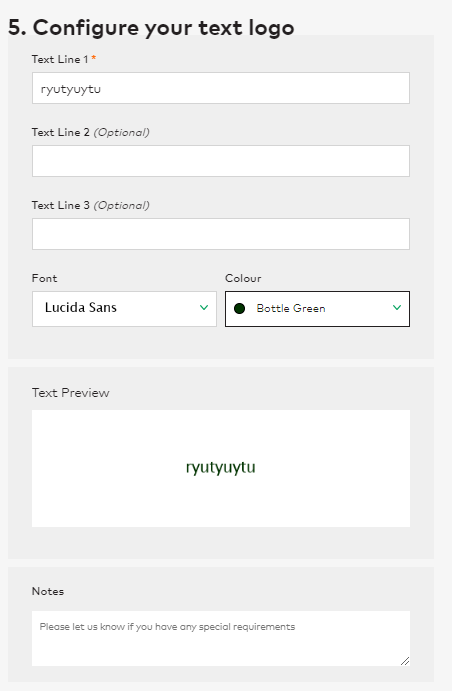 5. Configure your text logo
Text Line 1 *
ryutyuytu
Text Line 2 (Optional)
Text Line 3 (Optional)
Font Colour
Lucida Sans Bottle Green
Text Preview
ryutyuytu
Notes
Please let us know if you have any special requirements